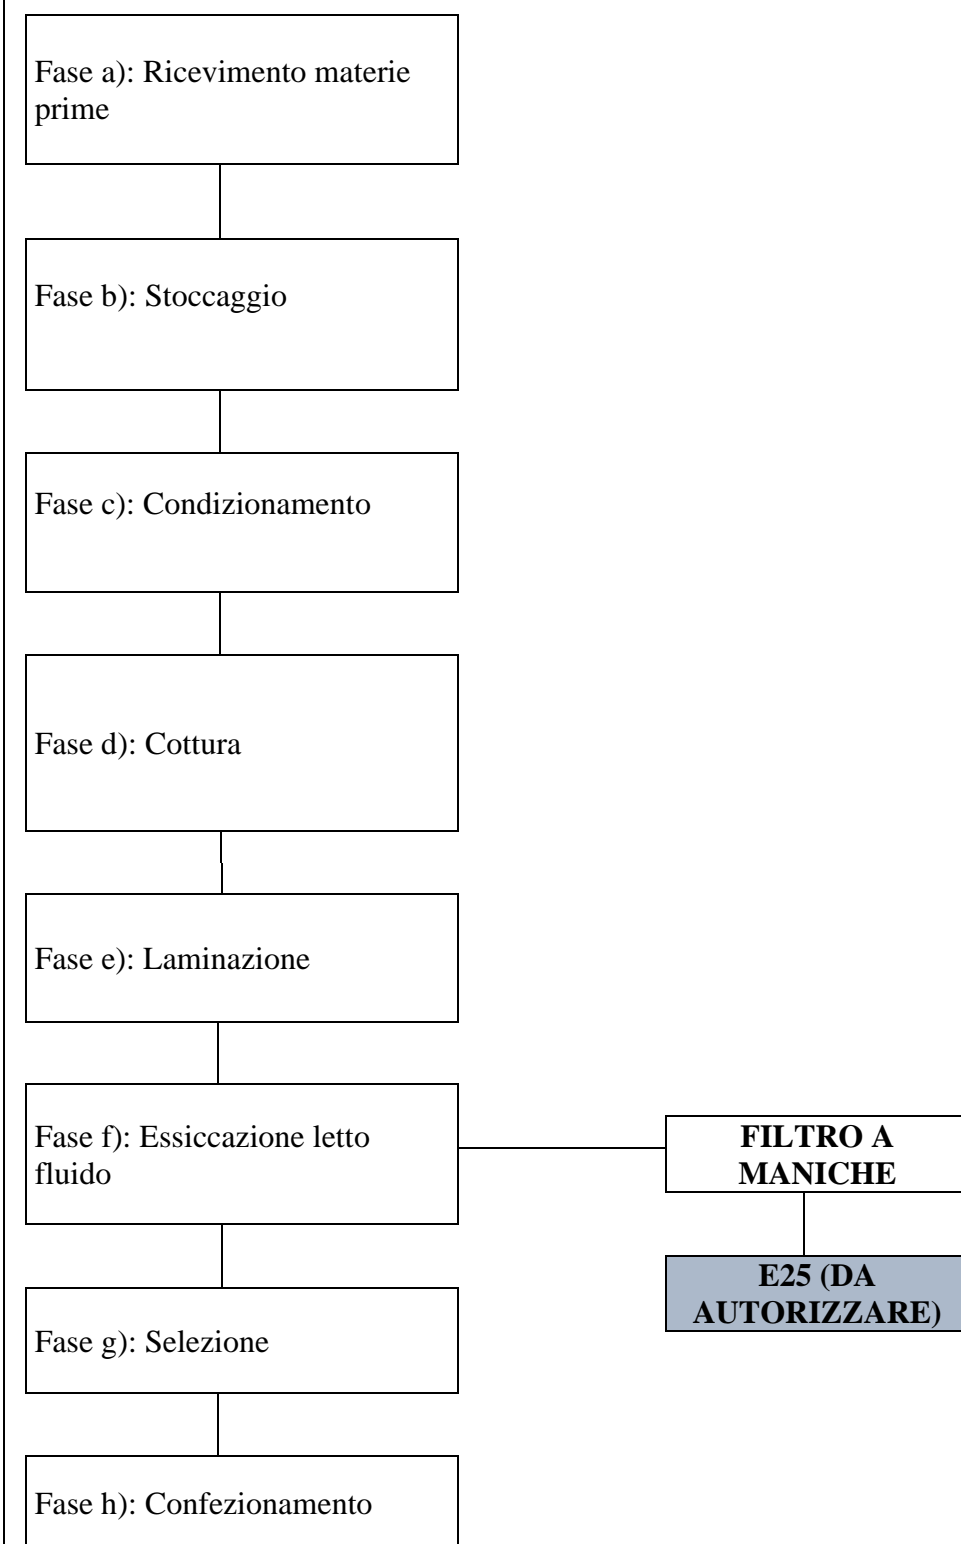 Fase a): Ricevimento materie
prime
Fase b): Stoccaggio
Fase c): Condizionamento
Fase d): Cottura
Fase e): Laminazione
Fase f): Essiccazione letto
fluido
FILTRO A
MANICHE
E25 (DA
AUTORIZZARE)
Fase g): Selezione
Fase h): Confezionamento